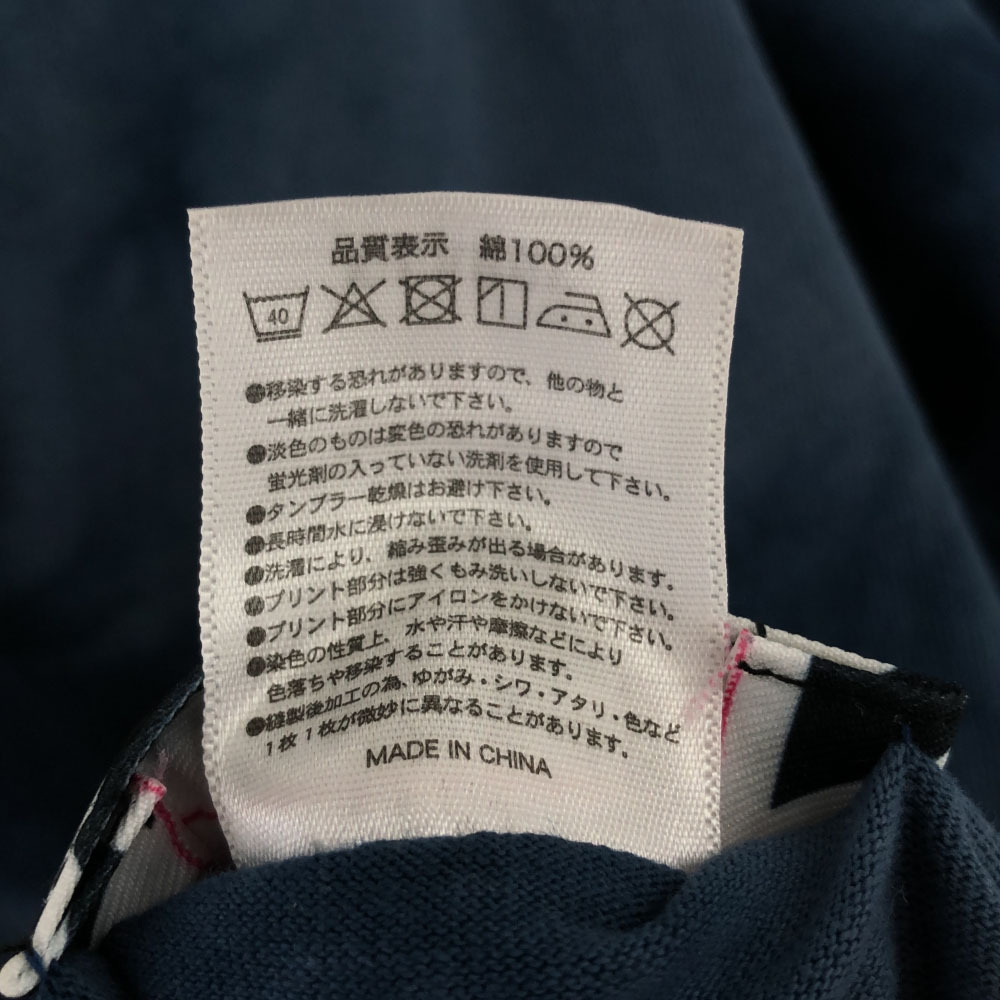 品質表示 綿100%
40
●移染する恐れがありますので、他の物と
一緒に洗濯しないで下さい。
●淡色のものは変色の恐れがありますので
蛍光剤の入っていない洗剤を使用して下さい。
●タンブラー乾燥はお避け下さい。
●長時間水に浸けないで下さい。
●洗濯により、縮み歪みが出る場合があります。
●プリント部分は強くもみ洗いしないで下さい。
●プリント部分にアイロンをかけないで下さい。
●染色の性質上、水や汗や摩擦などにより
色落ちや移染することがあります。
●縫製後加工の為、ゆがみ・シワ・アタリ・色など
1枚1枚が微妙に異なることがあります。
MADE IN CHINA